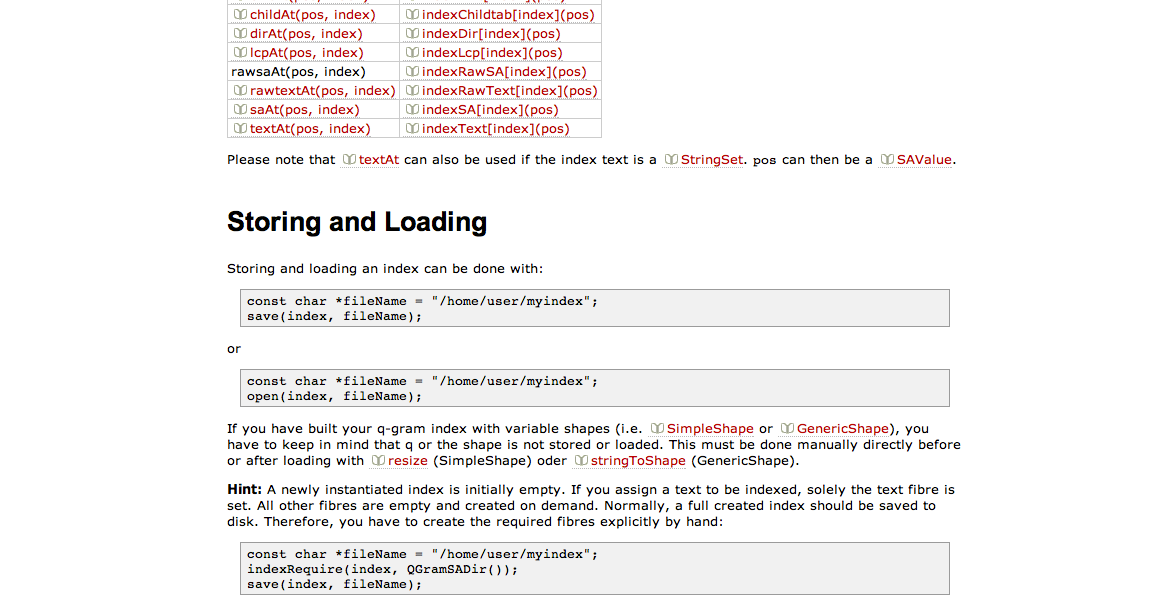 childAt(pos, index) indexChildtab[index](pos)
dirAt(pos, index) indexDir[index](pos)
lcpAt(pos, index) indexLcp[index](pos)
rawsaAt(pos, index) indexRawSA[index](pos)
rawtextAt(pos, index) indexRawText[index](pos)
saAt(pos, index) indexSA[index](pos)
textAt(pos, index) indexText[index](pos)
Please note that textAt can also be used if the index text is a StringSet. pos can then be a SAValue.
Storing and Loading
Storing and loading an index can be done with:
const char *fileName = "/home/user/myindex";
save(index, fileName);
or
const char *fileName = "/home/user/myindex";
open(index, fileName);
If you have built your q-gram index with variable shapes (i.e. SimpleShape or GenericShape), you
have to keep in mind that q or the shape is not stored or loaded. This must be done manually directly before
or after loading with resize (SimpleShape) oder stringToShape (GenericShape).
Hint: A newly instantiated index is initially empty. If you assign a text to be indexed, solely the text fibre is
set. All other fibres are empty and created on demand. Normally, a full created index should be saved to
disk. Therefore, you have to create the required fibres explicitly by hand:
const char *fileName = "/home/user/myindex";
indexRequire(index, QGramSADir());
save(index, fileName);